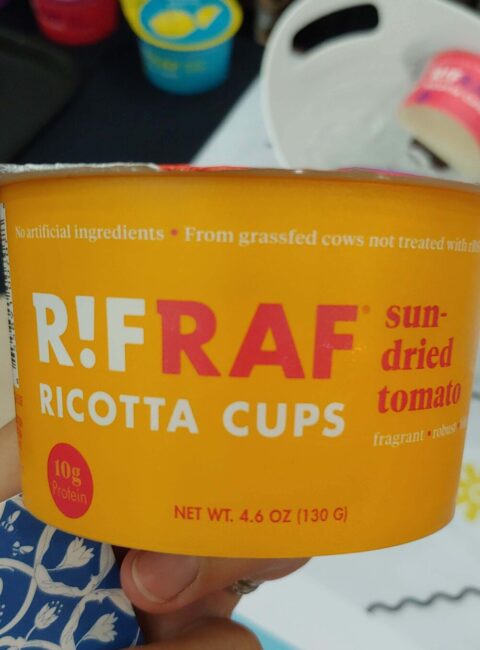 No artificial ingredients • From grassfed cows not treated with
R!FRAF®
RICOTTA CUPS
sun-
dried
tomato
fragrant • robust
10g
Protein
NET WT. 4.6 OZ (130 G)